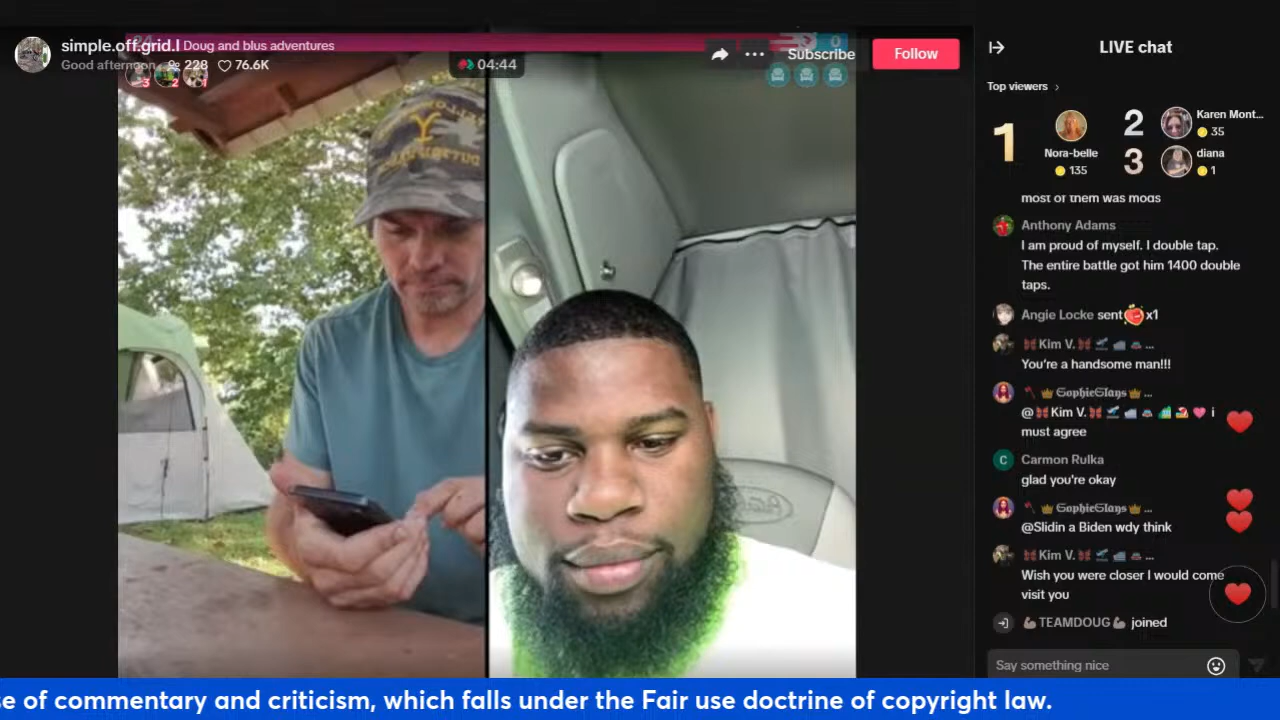 simple.off.grid.l Doug and blus adventures
Good afternoon 228 76.6K
04:44
0
Subscribe
Follow
3 2
LIVE chat
Top viewers
1
Nora-belle
135
2
Karen Mont...
35
3
diana
1
most of them was mods
Anthony Adams
I am proud of myself. I double tap.
The entire battle got him 1400 double
taps.
Angie Locke sent x1
Kim V. ...
You're a handsome man!!!
SophieSlays ...
@ Kim V. i
must agree
C Carmon Rulka
glad you're okay
SophieSlays ...
@Slidin a Biden wdy think
Kim V. ...
Wish you were closer I would come
visit you
TEAMDOUG joined
Say something nice
se of commentary and criticism, which falls under the Fair use doctrine of copyright law.